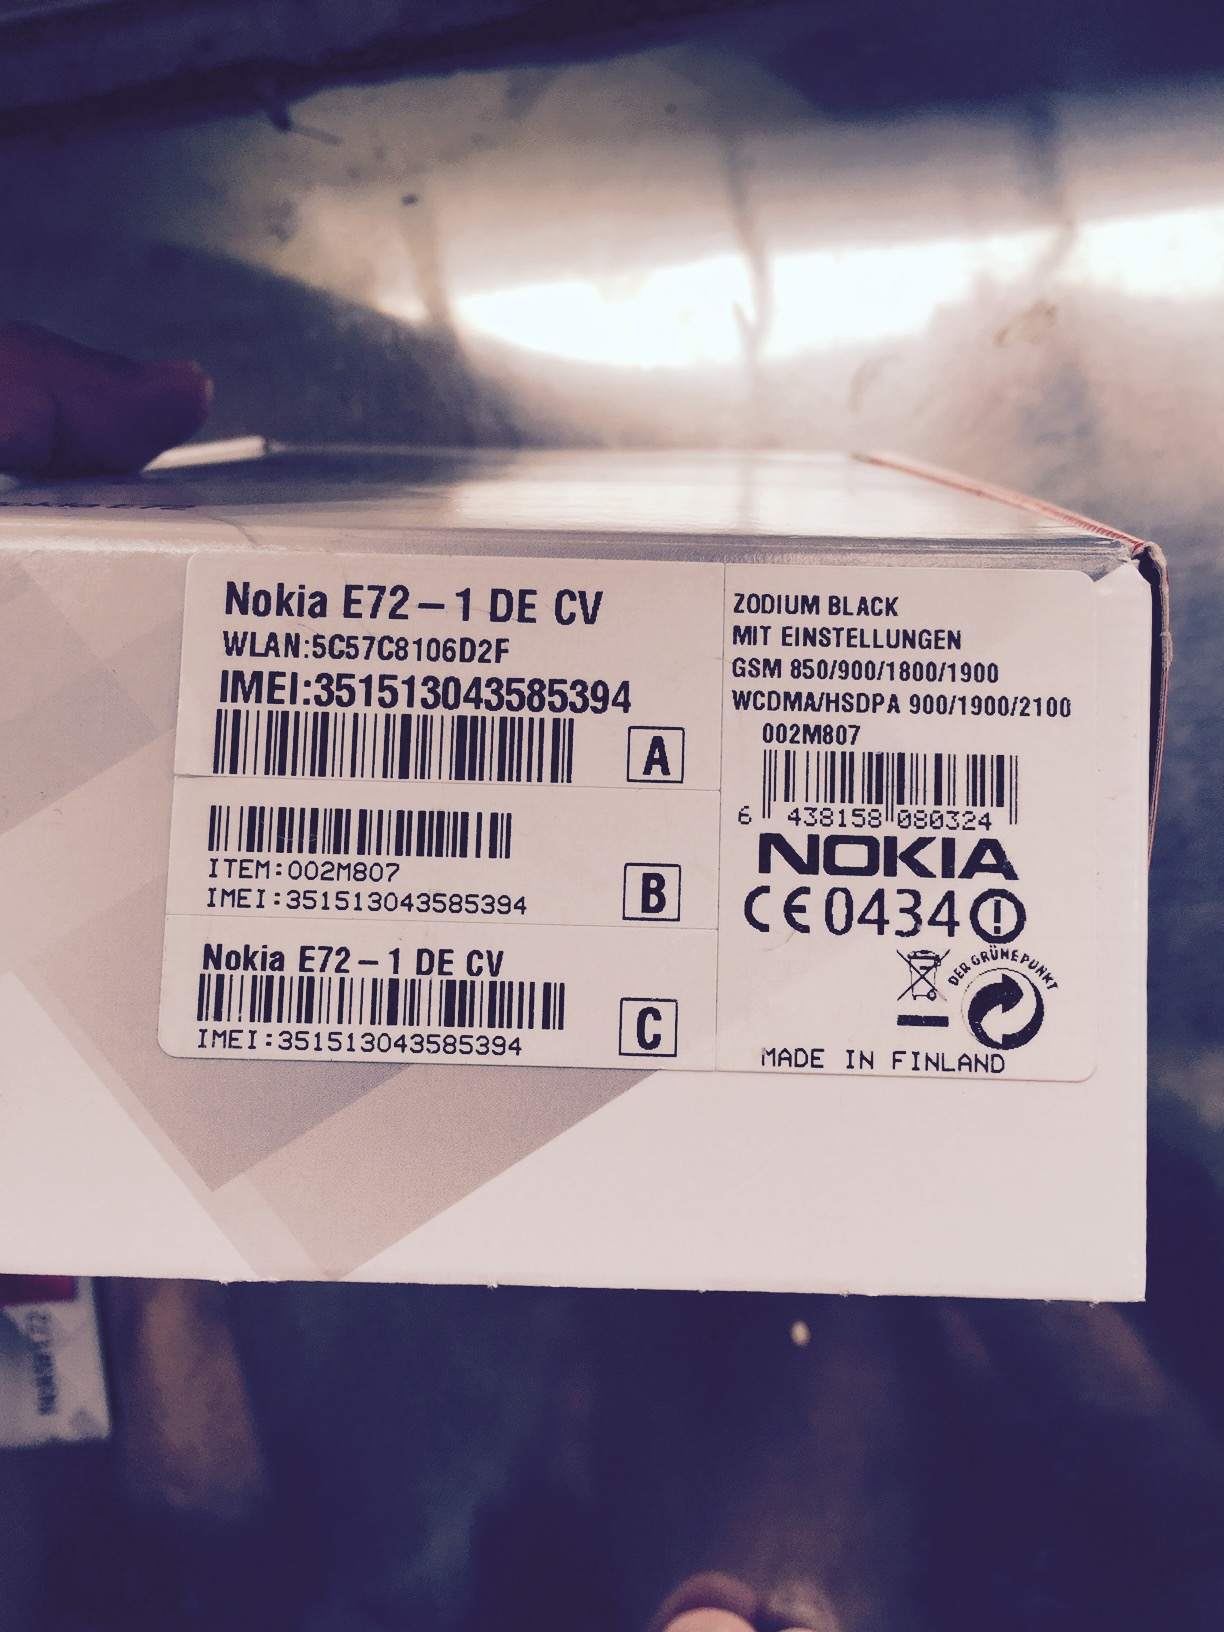 Nokia E72-1 DE CV
WLAN:5C57C8106D2F
IMEI:351513043585394
A
ITEM:002M807
IMEI:351513043585394
B
Nokia E72-1 DE CV
IMEI:351513043585394
C
ZODIUM BLACK
MIT EINSTELLUNGEN
GSM 850/900/1800/1900
WCDMA/HSDPA 900/1900/2100
002M807
6 438158 080324
NOKIA
CE0434
DER GRÜNE PUNKT
MADE IN FINLAND